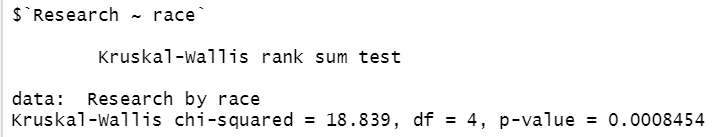 $`Research ~ race`
Kruskal-Wallis rank sum test
data:  Research by race
Kruskal-Wallis chi-squared = 18.839, df = 4, p-value = 0.0008454